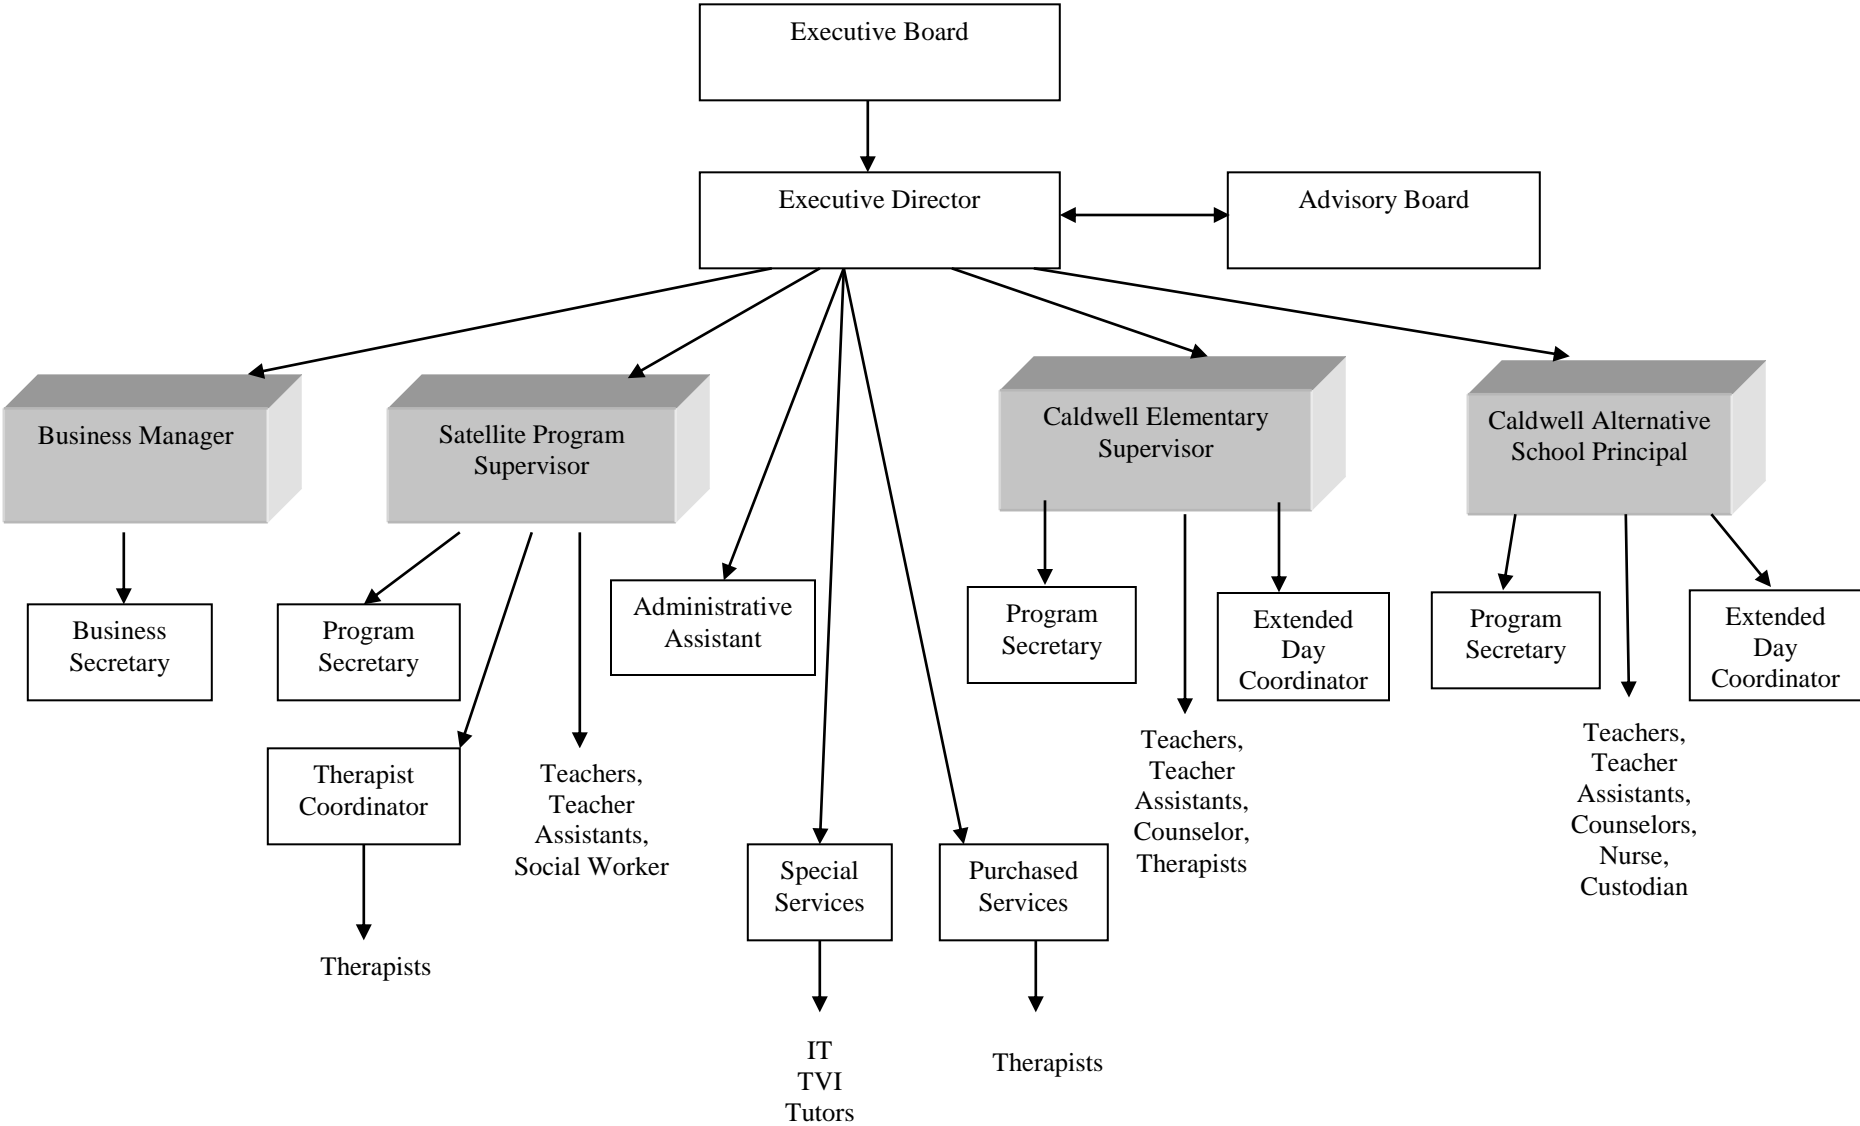 Executive Board
Executive Director
Advisory Board
Business Manager
Satellite Program
Supervisor
Caldwell Elementary
Supervisor
Caldwell Alternative
School Principal
Business
Secretary
Program
Secretary
Administrative
Assistant
Program
Secretary
Extended
Day
Coordinator
Program
Secretary
Extended
Day
Coordinator
Therapist
Coordinator
Teachers,
Teacher
Assistants,
Social Worker
Teachers,
Teacher
Assistants,
Counselor,
Therapists
Teachers,
Teacher
Assistants,
Counselors,
Nurse,
Custodian
Special
Services
Purchased
Services
Therapists
IT
TVI
Tutors
Therapists